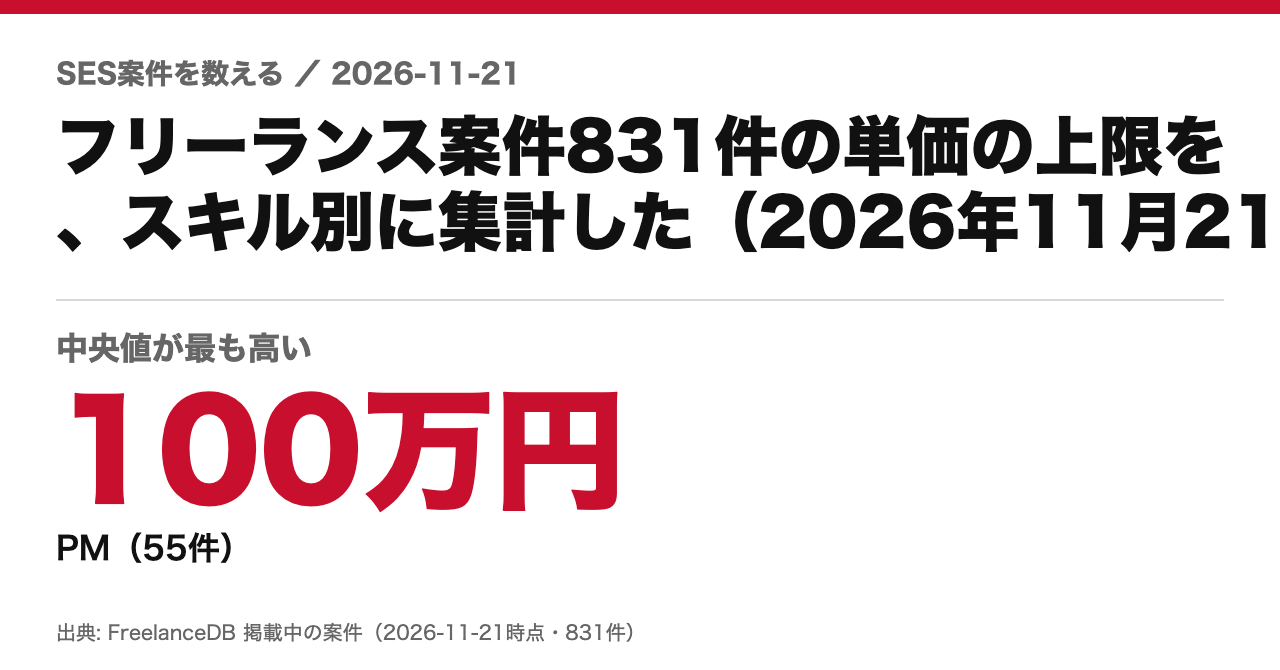 SES案件を数える ／ 2026-11-21
フリーランス案件831件の単価の上限を
、スキル別に集計した（2026年11月21
中央値が最も高い
100万円
PM（55件）
出典: FreelanceDB 掲載中の案件（2026-11-21時点・831件）